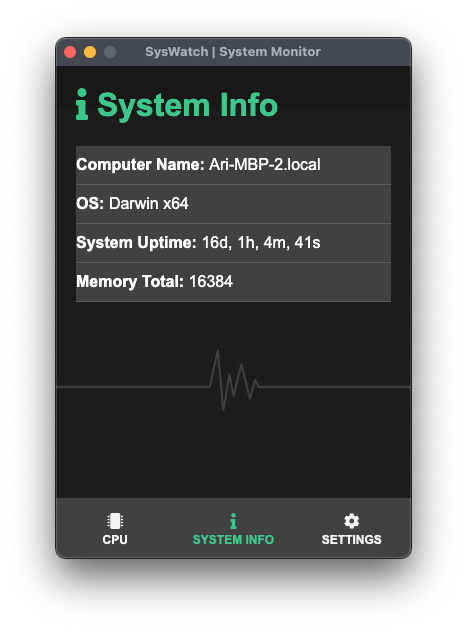 SysWatch | System Monitor
System Info
Computer Name: Ari-MBP-2.local
OS: Darwin x64
System Uptime: 16d, 1h, 4m, 41s
Memory Total: 16384
CPU
SYSTEM INFO
SETTINGS